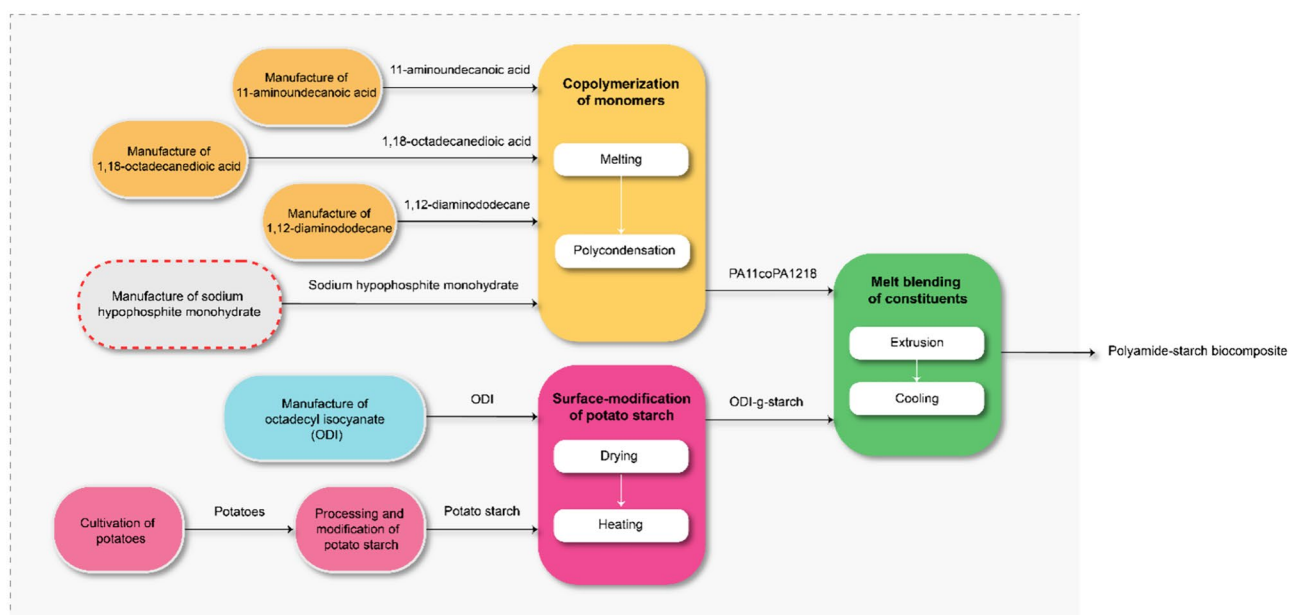 Manufacture of
11-aminoundecanoic acid
11-aminoundecanoic acid
Manufacture of
1,18-octadecanedioic acid
1,18-octadecanedioic acid
Manufacture of
1,12-diaminododecane
1,12-diaminododecane
Manufacture of sodium
hypophosphite monohydrate
Sodium hypophosphite monohydrate
Copolymerization
of monomers
Melting
Polycondensation
PA11coPA1218
Manufacture of
octadecyl isocyanate
(ODI)
ODI
Cultivation of
potatoes
Potatoes
Processing and
modification of
potato starch
Potato starch
Surface-modification
of potato starch
Drying
Heating
ODI-g-starch
Melt blending
of constituents
Extrusion
Cooling
Polyamide-starch biocomposite